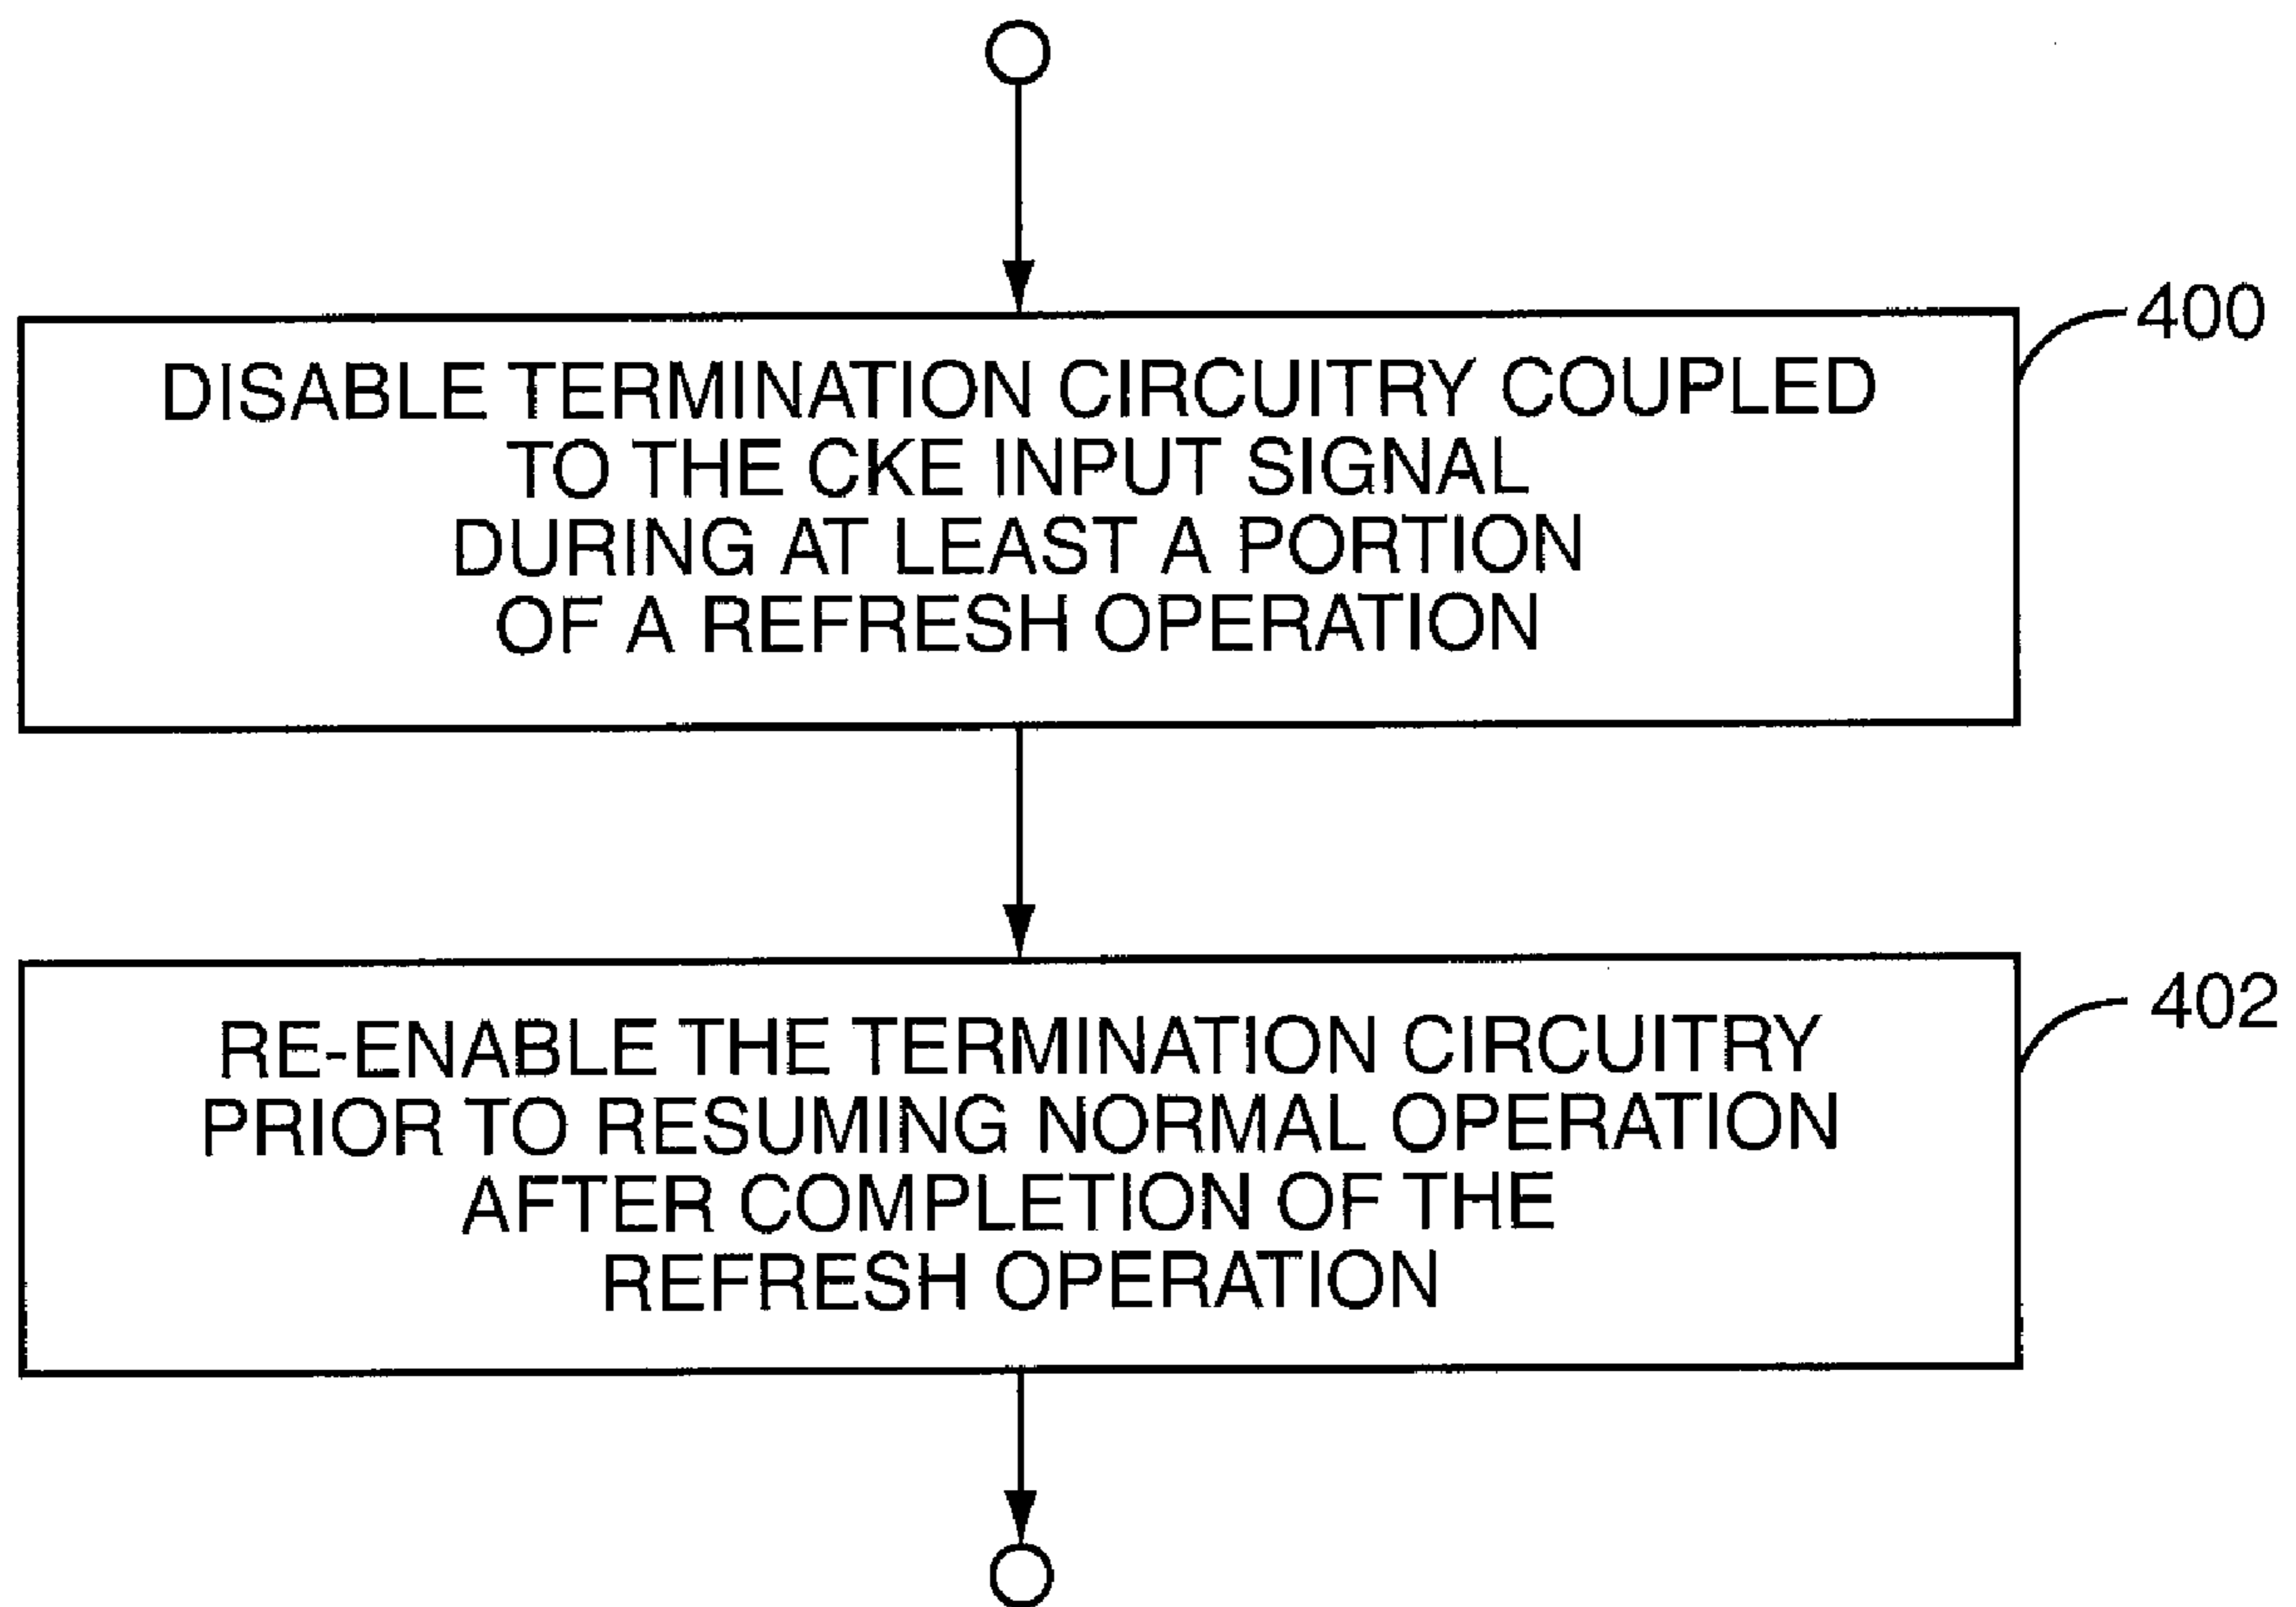 400
DISABLE TERMINATION CIRCUITRY COUPLED
TO THE CKE INPUT SIGNAL
DURING AT LEAST A PORTION
OF A REFRESH OPERATION
402
RE-ENABLE THE TERMINATION CIRCUITRY
PRIOR TO RESUMING NORMAL OPERATION
AFTER COMPLETION OF THE
REFRESH OPERATION